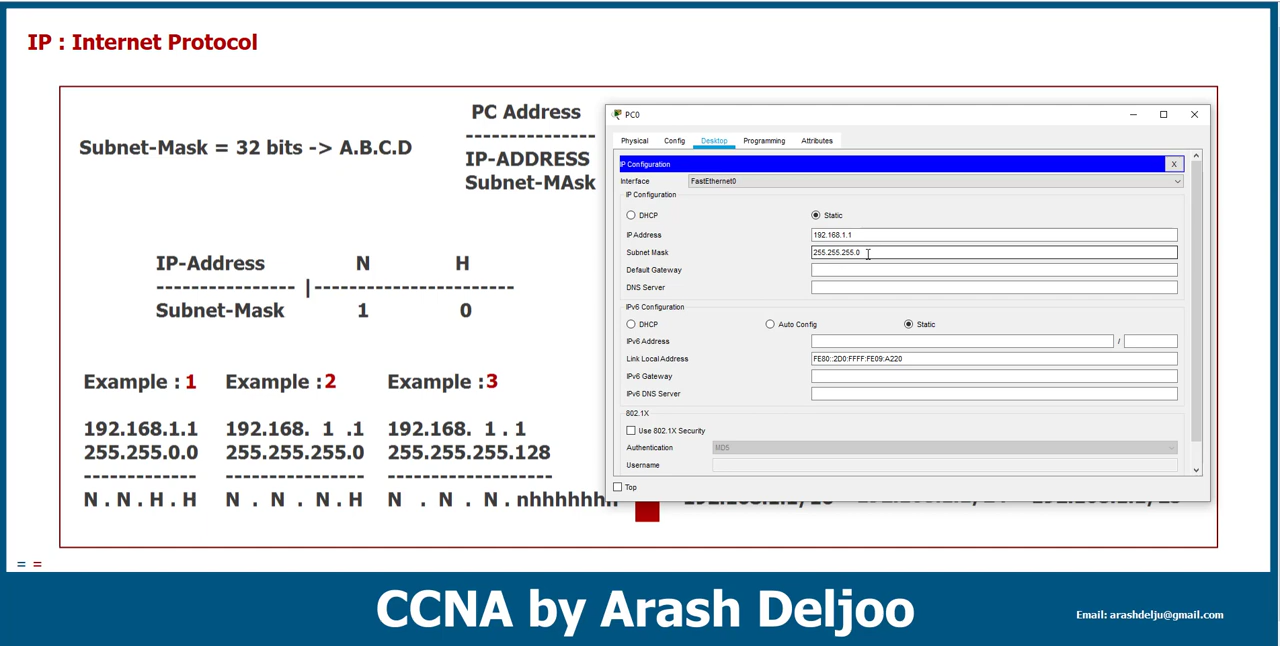 IP : Internet Protocol
Subnet-Mask = 32 bits -> A.B.C.D
PC Address
---------------
IP-ADDRESS
Subnet-MAsk
IP-Address N H
---------------- |-----------------------
Subnet-Mask 1 0
Example : 1 Example : 2 Example : 3
192.168.1.1 192.168. 1 .1 192.168. 1 . 1
255.255.0.0 255.255.255.0 255.255.255.128
------------- ---------------- -------------------
N . N . H . H N . N . N . H N . N . N . nhhhhhhh
PC0
Physical Config Desktop Programming Attributes
IP Configuration X
Interface FastEthernet0
IP Configuration
DHCP Static
IP Address 192.168.1.1
Subnet Mask 255.255.255.0
Default Gateway
DNS Server
IPv6 Configuration
DHCP Auto Config Static
IPv6 Address /
Link Local Address FE80::2D0:FFFF:FE09:A220
IPv6 Gateway
IPv6 DNS Server
802.1X
Use 802.1X Security
Authentication MD5
Username
Top
= =
CCNA by Arash Deljoo
Email: arashdelju@gmail.com